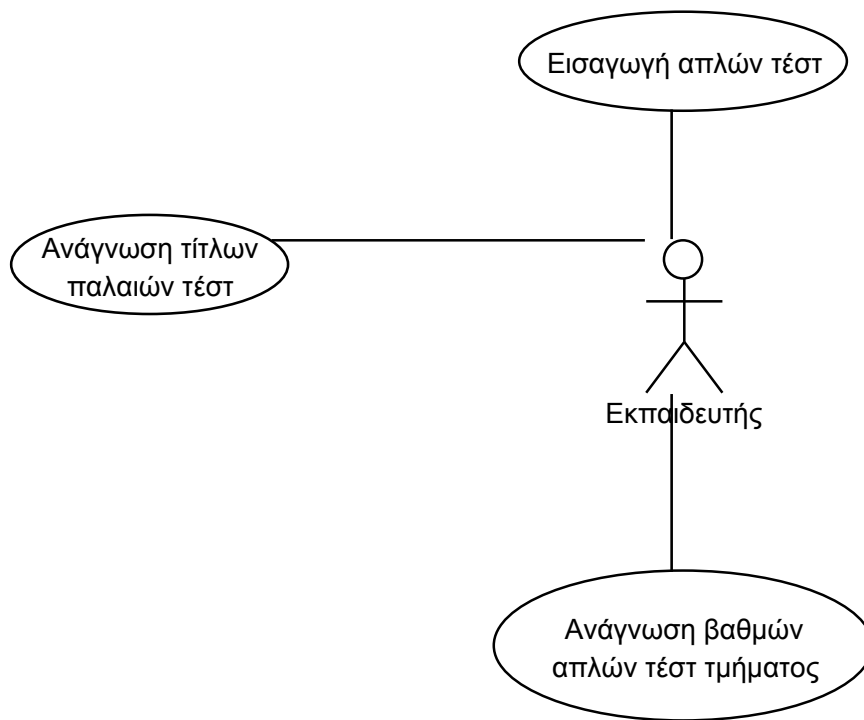 Εισαγωγή απλών τέστ
Ανάγνωση τίτλων
παλαιών τέστ
Εκπαιδευτής
Ανάγνωση βαθμών
απλών τέστ τμήματος